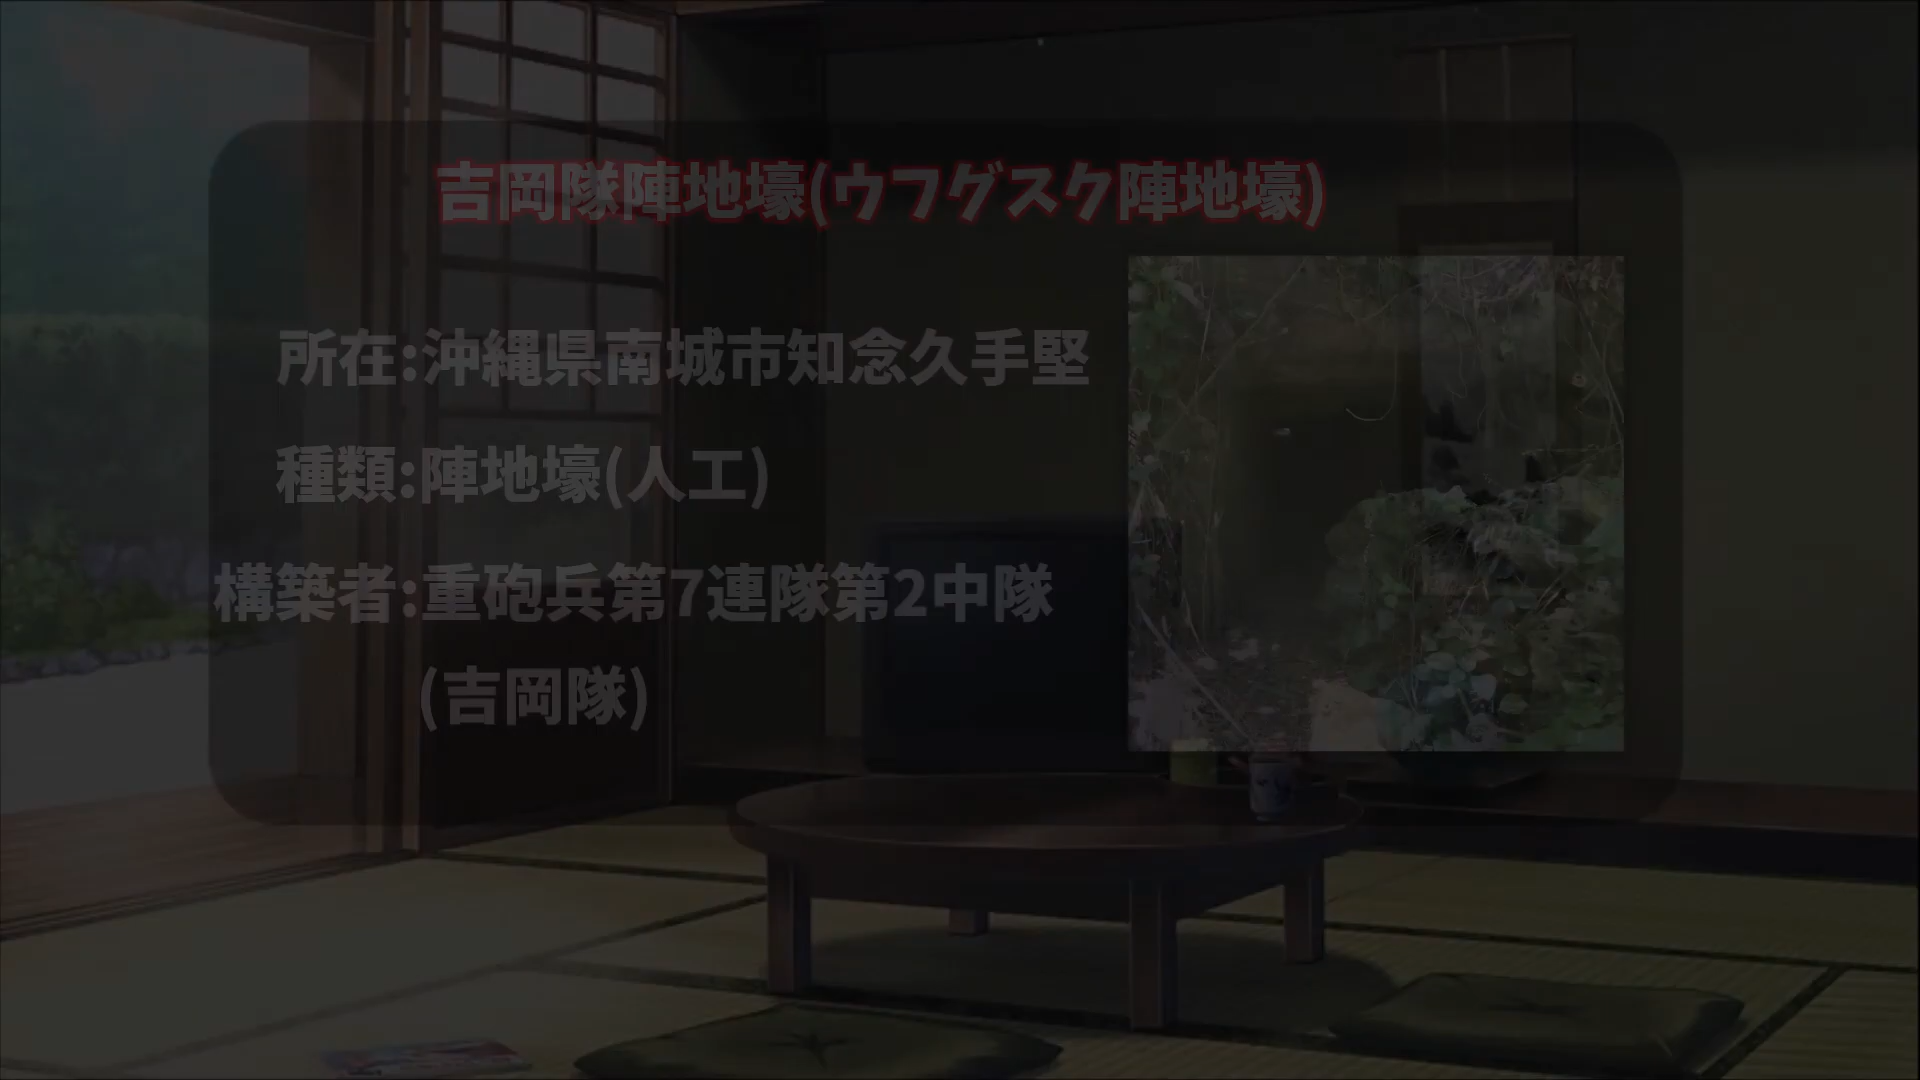 吉岡隊陣地壕(ウフグスク陣地壕)
所在:沖縄県南城市知念久手堅
種類:陣地壕(人工)
構築者:重砲兵第7連隊第2中隊
(吉岡隊)